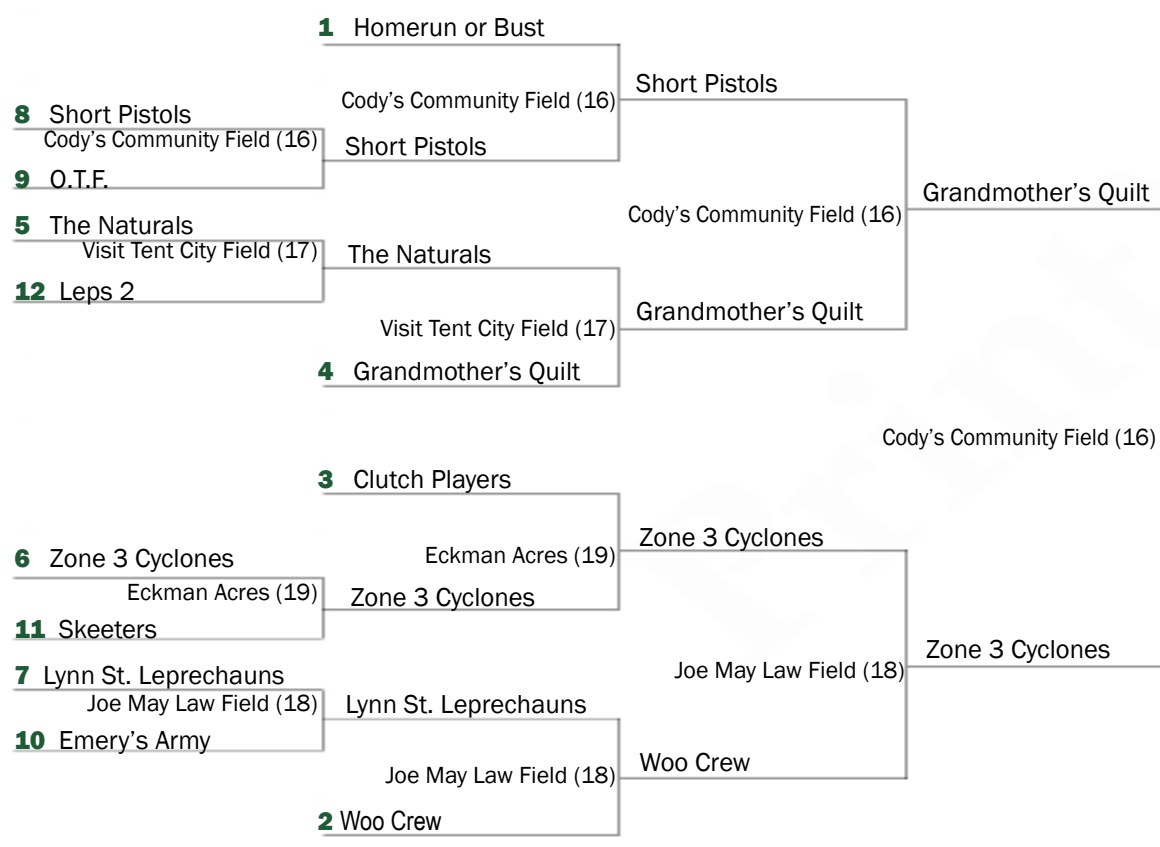 1 Homerun or Bust
Short Pistols
Cody's Community Field (16)
8 Short Pistols
Cody's Community Field (16)
Short Pistols
9 O.T.F.
Grandmother's Quilt
Cody's Community Field (16)
5 The Naturals
Visit Tent City Field (17)
The Naturals
12 Leps 2
Grandmother's Quilt
Visit Tent City Field (17)
4 Grandmother's Quilt
Cody's Community Field (16)
3 Clutch Players
Zone 3 Cyclones
6 Zone 3 Cyclones
Eckman Acres (19)
Eckman Acres (19)
Zone 3 Cyclones
11 Skeeters
Zone 3 Cyclones
Joe May Law Field (18)
7 Lynn St. Leprechauns
Joe May Law Field (18)
Lynn St. Leprechauns
10 Emery's Army
Woo Crew
Joe May Law Field (18)
2 Woo Crew
Print